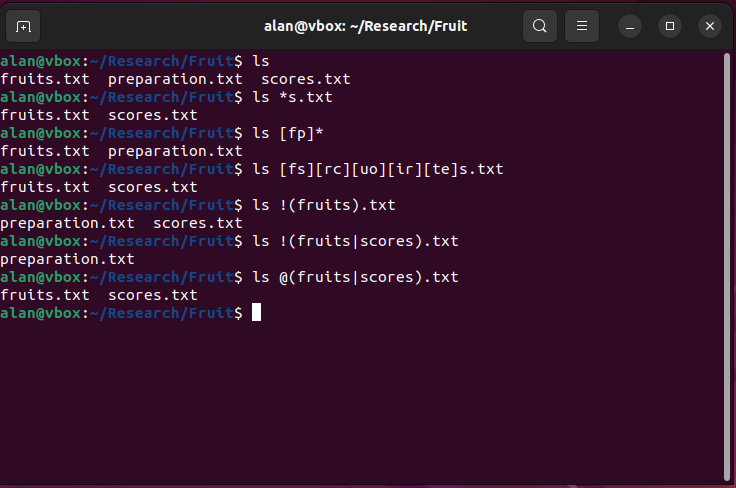 alan@vbox: ~/Research/Fruit
alan@vbox:~/Research/Fruit$ ls
fruits.txt  preparation.txt  scores.txt
alan@vbox:~/Research/Fruit$ ls *s.txt
fruits.txt  scores.txt
alan@vbox:~/Research/Fruit$ ls [fp]*
fruits.txt  preparation.txt
alan@vbox:~/Research/Fruit$ ls [fs][rc][uo][ir][te]s.txt
fruits.txt  scores.txt
alan@vbox:~/Research/Fruit$ ls !(fruits).txt
preparation.txt  scores.txt
alan@vbox:~/Research/Fruit$ ls !(fruits|scores).txt
preparation.txt
alan@vbox:~/Research/Fruit$ ls @(fruits|scores).txt
fruits.txt  scores.txt
alan@vbox:~/Research/Fruit$